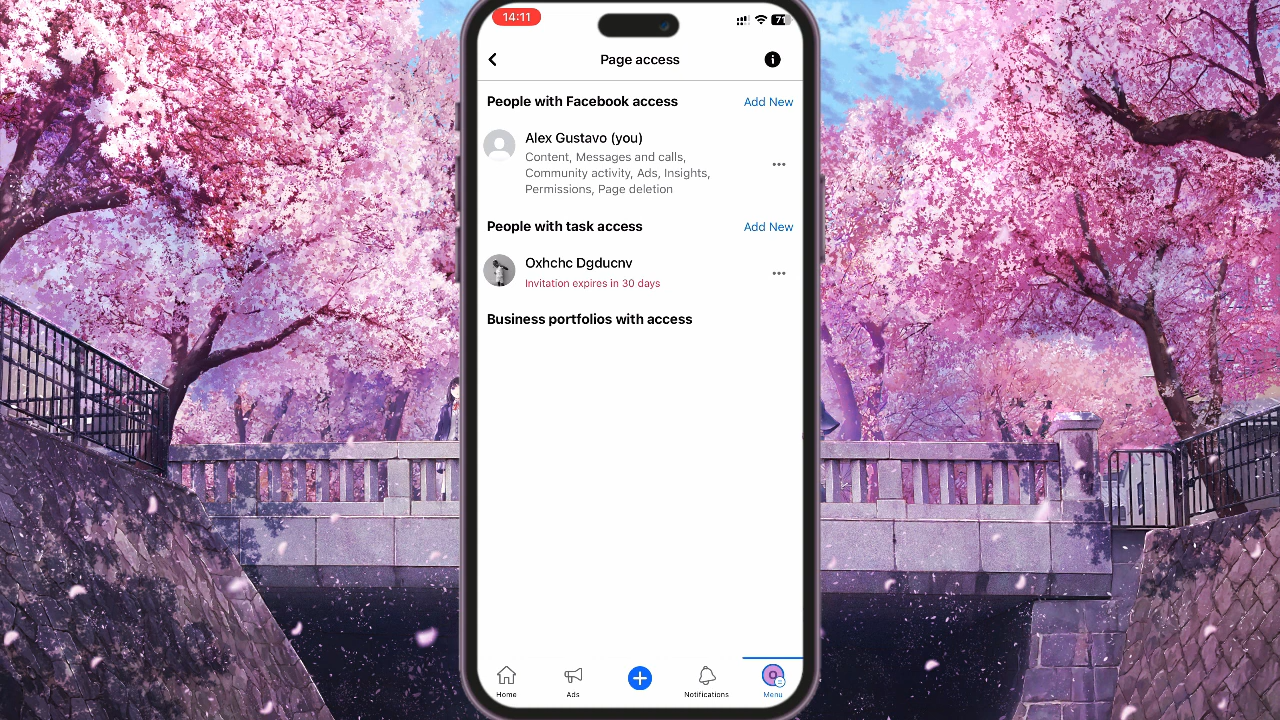 14:11
71
Page access
People with Facebook access
Add New
Alex Gustavo (you)
Content, Messages and calls,
Community activity, Ads, Insights,
Permissions, Page deletion
People with task access
Add New
Oxhchc Dgducnv
Invitation expires in 30 days
Business portfolios with access
Home
Ads
Notifications
Menu